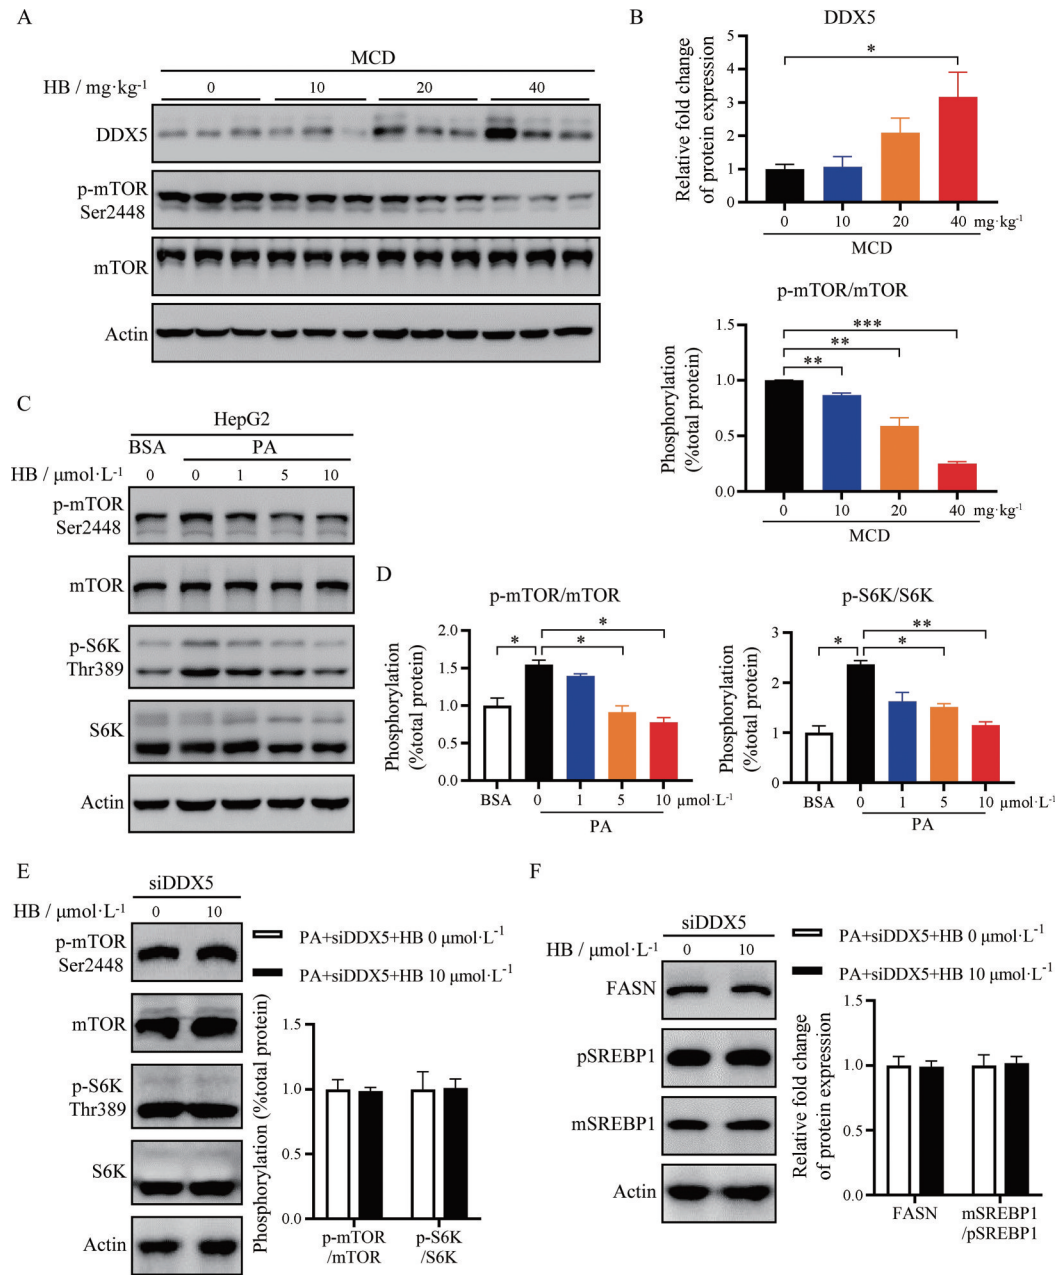 A
MCD
HB / mg·kg-1
0 10 20 40
DDX5
p-mTOR
Ser2448
mTOR
Actin
B
DDX5
Relative fold change
of protein expression
5
4
3
2
1
0
*
0 10 20 40 mg·kg-1
MCD
p-mTOR/mTOR
Phosphorylation
(%total protein)
1.5
1.0
0.5
0.0
***
**
**
0 10 20 40 mg·kg-1
MCD
C
HepG2
BSA PA
HB / μmol·L-1 0 0 1 5 10
p-mTOR
Ser2448
mTOR
p-S6K
Thr389
S6K
Actin
D
p-mTOR/mTOR
Phosphorylation
(%total protein)
2.0
1.5
1.0
0.5
0.0
* * *
BSA 0 1 5 10 μmol·L-1
PA
p-S6K/S6K
Phosphorylation
(%total protein)
3
2
1
0
**
* *
BSA 0 1 5 10 μmol·L-1
PA
E
siDDX5
HB / μmol·L-1 0 10
p-mTOR
Ser2448
mTOR
p-S6K
Thr389
S6K
Actin
PA+siDDX5+HB 0 μmol·L-1
PA+siDDX5+HB 10 μmol·L-1
Phosphorylation (%total protein)
1.5
1.0
0.5
0.0
p-mTOR
/mTOR
p-S6K
/S6K
F
siDDX5
HB / μmol·L-1 0 10
FASN
pSREBP1
mSREBP1
Actin
PA+siDDX5+HB 0 μmol·L-1
PA+siDDX5+HB 10 μmol·L-1
Relative fold change
of protein expression
1.5
1.0
0.5
0.0
FASN
mSREBP1
/pSREBP1